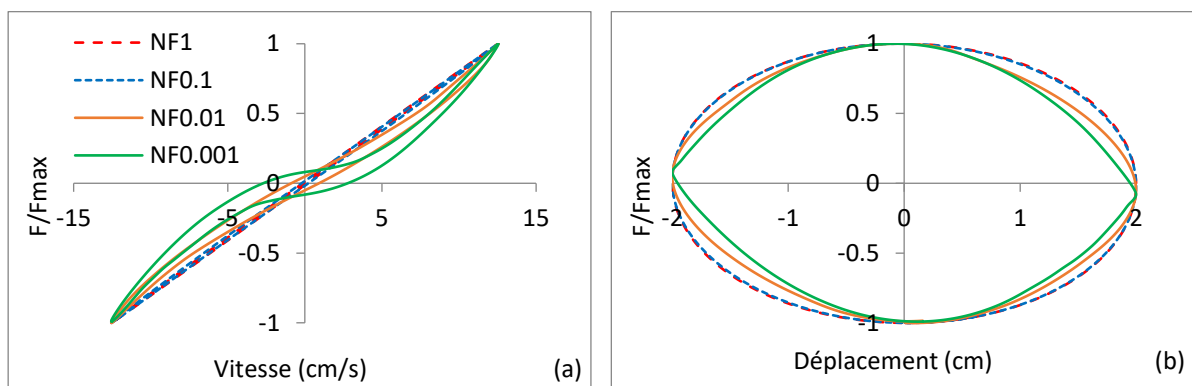 NF1
NF0.1
NF0.01
NF0.001
1
0.5
0
-0.5
-1
-15
-5
5
15
F/Fmax
Vitesse (cm/s)
(a)
1
0.5
0
-0.5
-1
-2
-1
0
1
2
F/Fmax
Déplacement (cm)
(b)